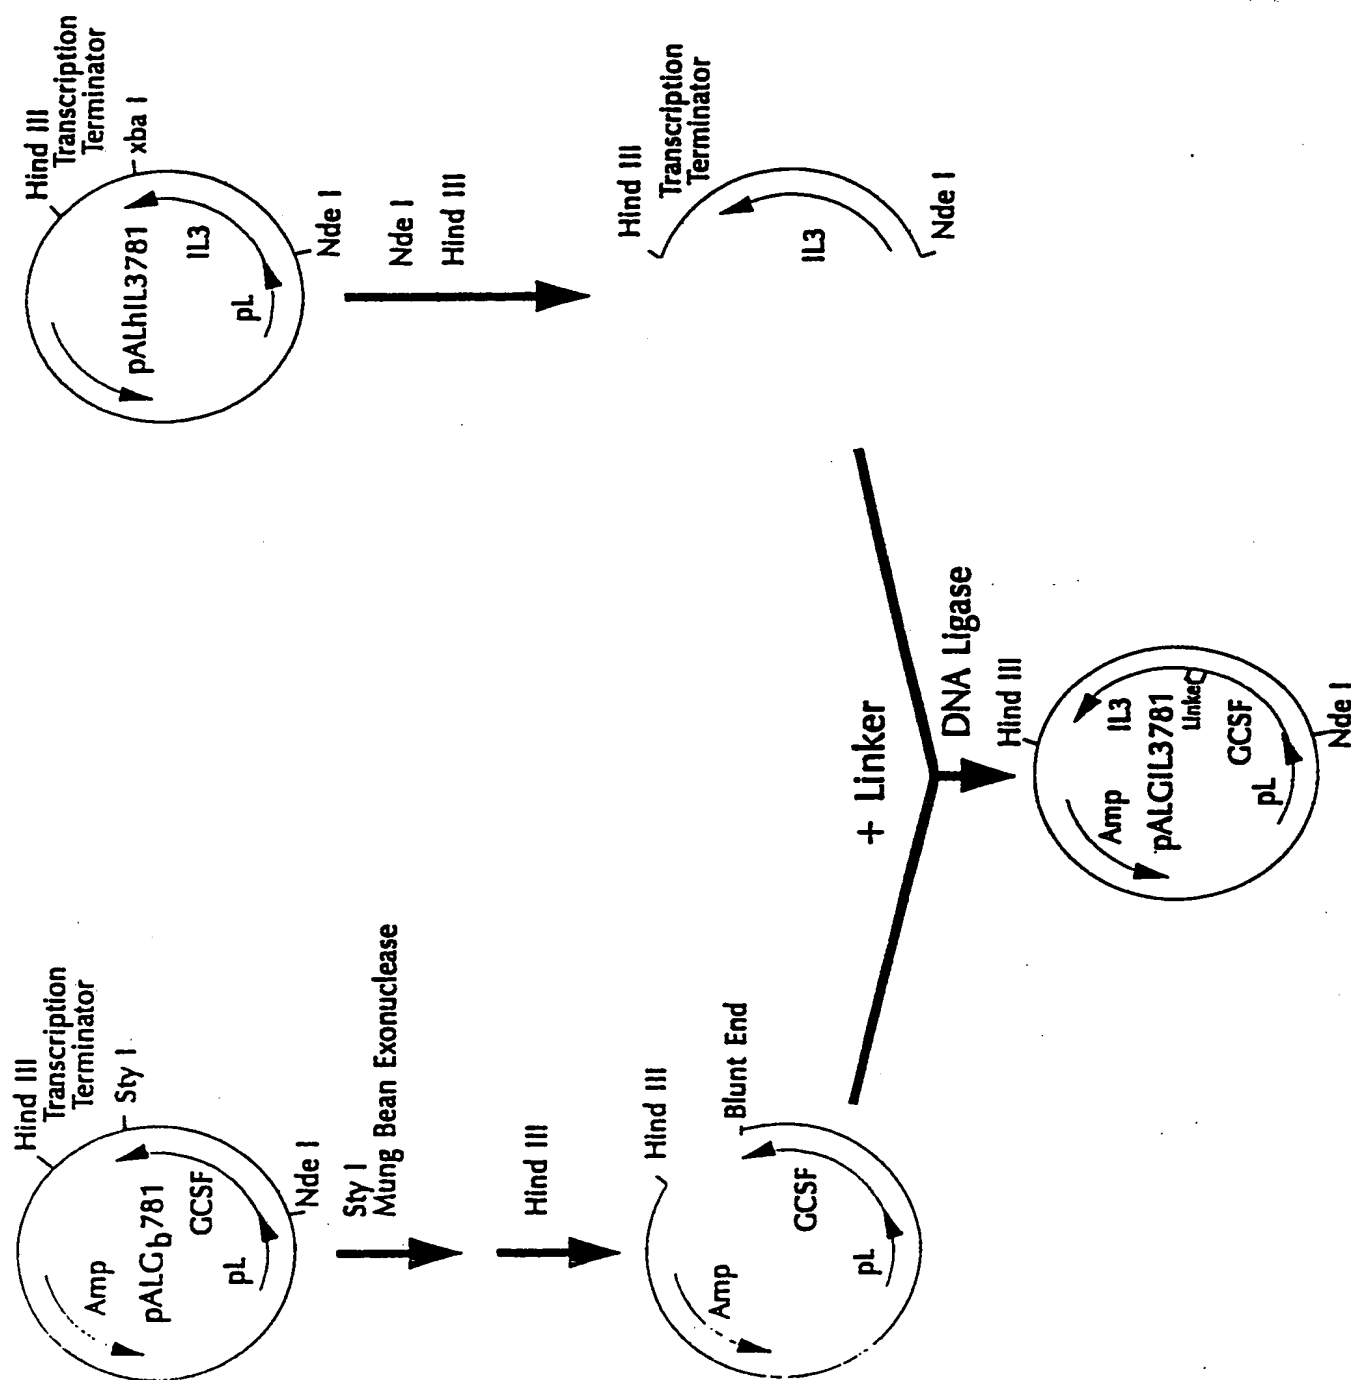 Hind III
Transcription
Terminator
Sty I
Amp
pALGb781
GCSF
pL
Nde I
Sty I
Mung Bean Exonuclease
Hind III
Hind III
Blunt End
Amp
GCSF
pL
Hind III
Transcription
Terminator
xba I
pALhIL3781
IL3
pL
Nde I
Nde I
Hind III
Hind III
Transcription
Terminator
IL3
Nde I
+ Linker
DNA Ligase
Hind III
Amp
IL3
pALGIL3781
Linker
GCSF
pL
Nde I